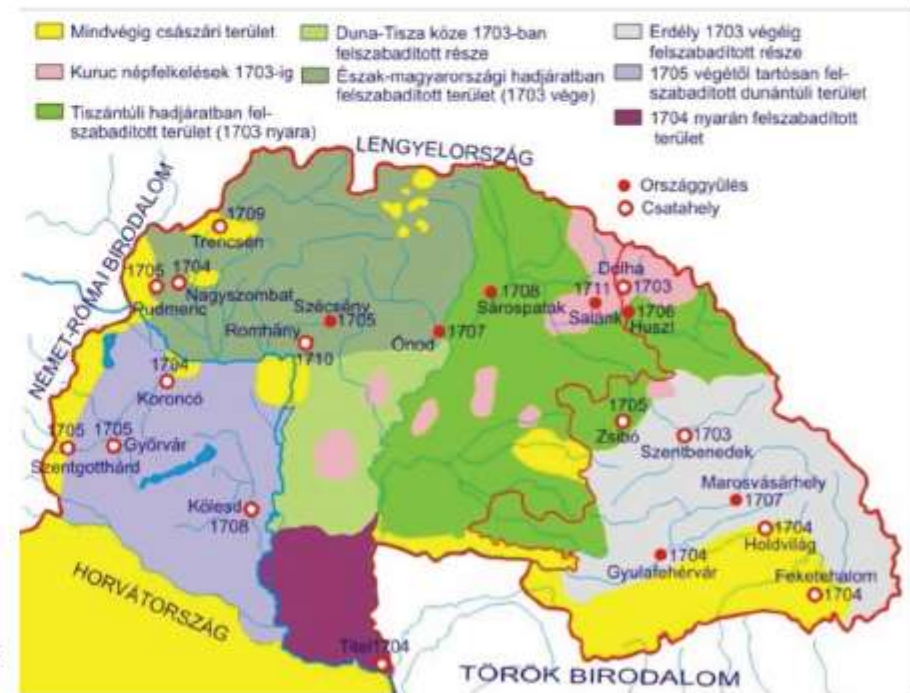 Mindvégig császári terület
Kuruc népfelkelések 1703-ig
Tiszántúli hadjáratban fel-
szabadított terület (1703 nyara)
Duna-Tisza köze 1703-ban
felszabadított része
Észak-magyarországi hadjáratban
felszabadított terület (1703 vége)
Erdély 1703 végéig
felszabadított része
1705 végétől tartósan fel-
szabadított dunántúli terület
1704 nyarán felszabadított
terület
LENGYELORSZÁG
Országgyűlés
Csatahely
NÉMET-RÓMAI BIRODALOM
1709
Trencsén
1705
Pudmeric
1704
Nagyszombat
Szécsény
1705
Romhány
1710
Ónod
1707
1708
Sárospatak
Dolha
1703
1711
Salánk
1706
Huszt
1704
Koroncó
1705
Szentgotthárd
1705
Győrvár
Kölesd
1708
1705
Zsibó
1703
Szentbenedek
Marosvásárhely
1707
1704
Holdvilág
1704
Gyulafehérvár
Feketehalom
1704
HORVÁTORSZÁG
Titel 1704
TÖRÖK BIRODALOM